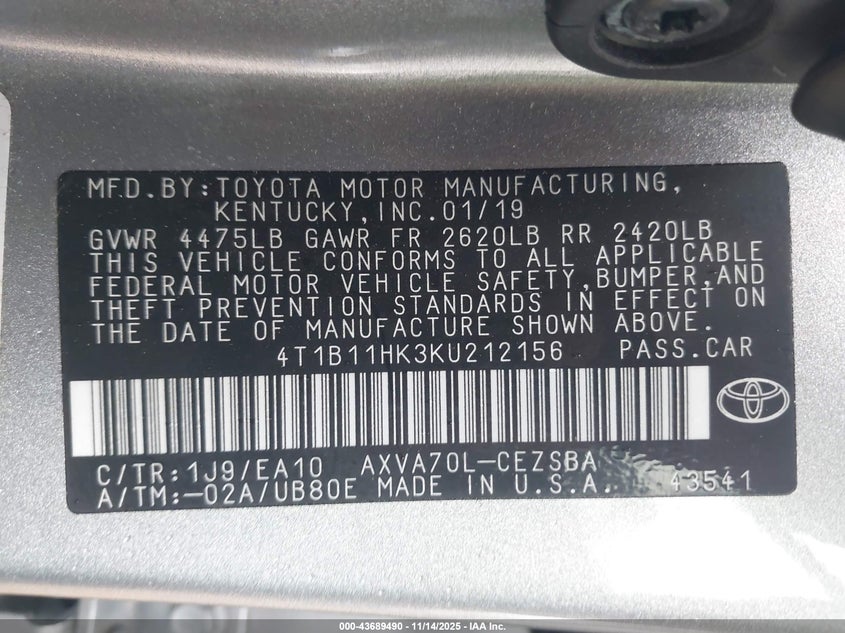 MFD.BY:TOYOTA MOTOR MANUFACTURING,
KENTUCKY,INC.01/19
GVWR 4475LB GAWR FR 2620LB RR 2420LB
THIS VEHICLE CONFORMS TO ALL APPLICABLE
FEDERAL MOTOR VEHICLE SAFETY,BUMPER,AND
THEFT PREVENTION STANDARDS IN EFFECT ON
THE DATE OF MANUFACTURE SHOWN ABOVE.
4T1B11HK3KU212156 PASS.CAR
C/TR:1J9/EA10 AXVA70L-CEZSBA
A/TM:-02A/UB80E MADE IN U.S.A. 43541
000-43689490 - 11/14/2025 - IAA Inc.